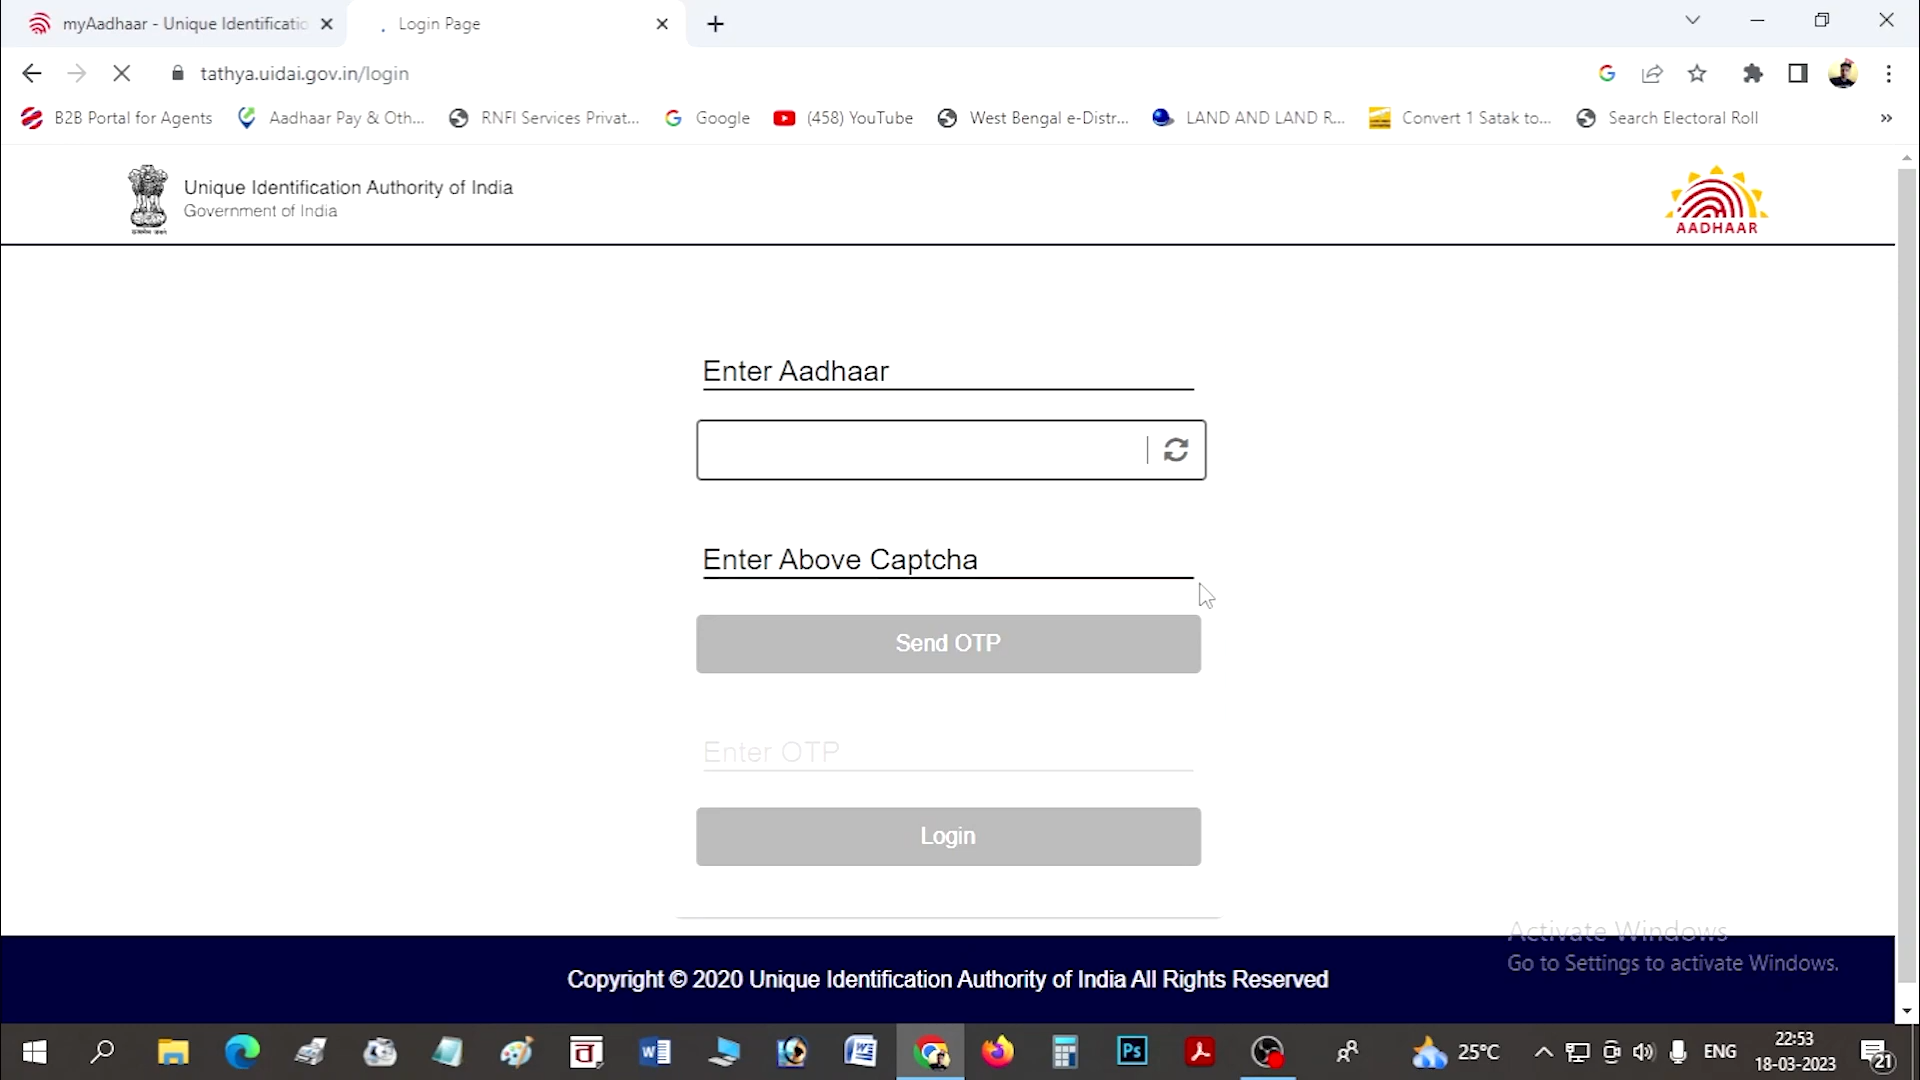 myAadhaar - Unique Identificatio
Login Page
tathya.uidai.gov.in/login
B2B Portal for Agents
Aadhaar Pay & Oth...
RNFI Services Privat...
Google
(458) YouTube
West Bengal e-Distr...
LAND AND LAND R...
Convert 1 Satak to...
Search Electoral Roll
»
Unique Identification Authority of India
Government of India
AADHAAR
Enter Aadhaar
Enter Above Captcha
Send OTP
Enter OTP
Login
Activate Windows
Go to Settings to activate Windows.
Copyright © 2020 Unique Identification Authority of India All Rights Reserved
Ps
25°C
ENG
22:53
18-03-2023
21